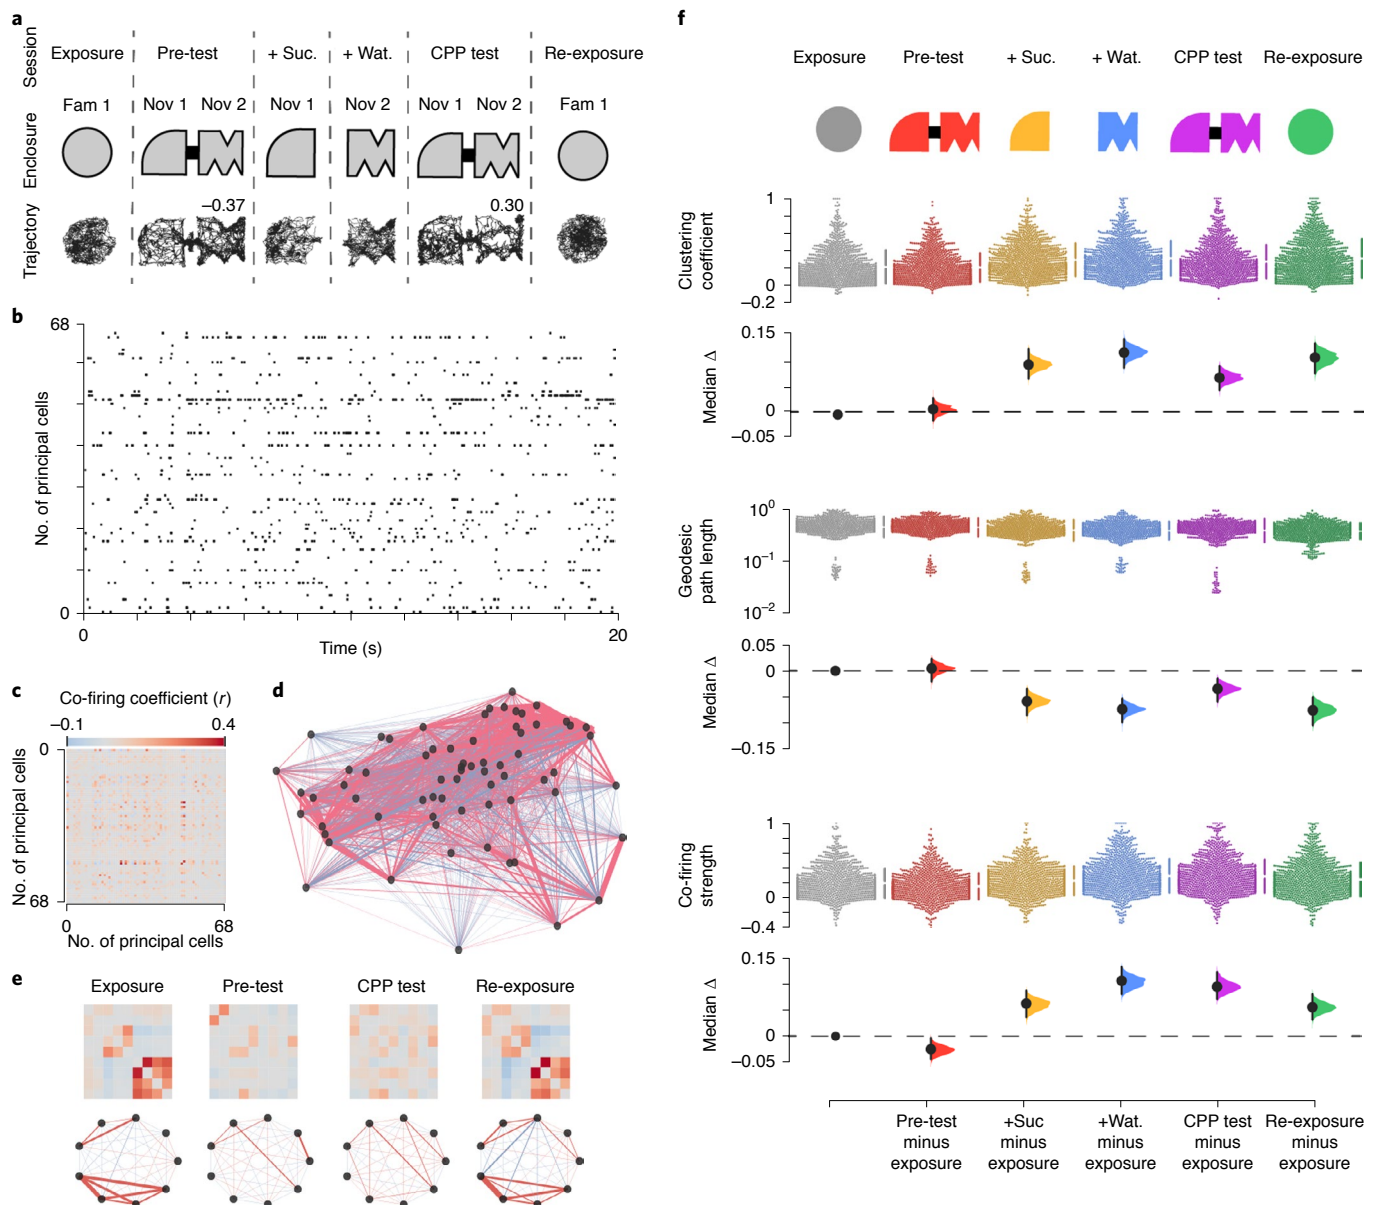 a
Session
Exposure
Pre-test
+ Suc.
+ Wat.
CPP test
Re-exposure
Enclosure
Fam 1
Nov 1
Nov 2
Nov 1
Nov 2
Nov 1
Nov 2
Fam 1
Trajectory
–0.37
0.30
b
No. of principal cells
68
0
0
20
Time (s)
c
Co-firing coefficient (r)
–0.1
0.4
No. of principal cells
0
68
0
68
No. of principal cells
d
e
Exposure
Pre-test
CPP test
Re-exposure
f
Exposure
Pre-test
+ Suc.
+ Wat.
CPP test
Re-exposure
Clustering
coefficient
1
0
–0.2
Median Δ
0.15
0
–0.05
Geodesic
path length
10⁰
10⁻¹
10⁻²
Median Δ
0.05
0
–0.15
Co-firing
strength
1
0
–0.4
Median Δ
0.15
0
–0.05
Pre-test
minus
exposure
+Suc
minus
exposure
+Wat.
minus
exposure
CPP test
minus
exposure
Re-exposure
minus
exposure